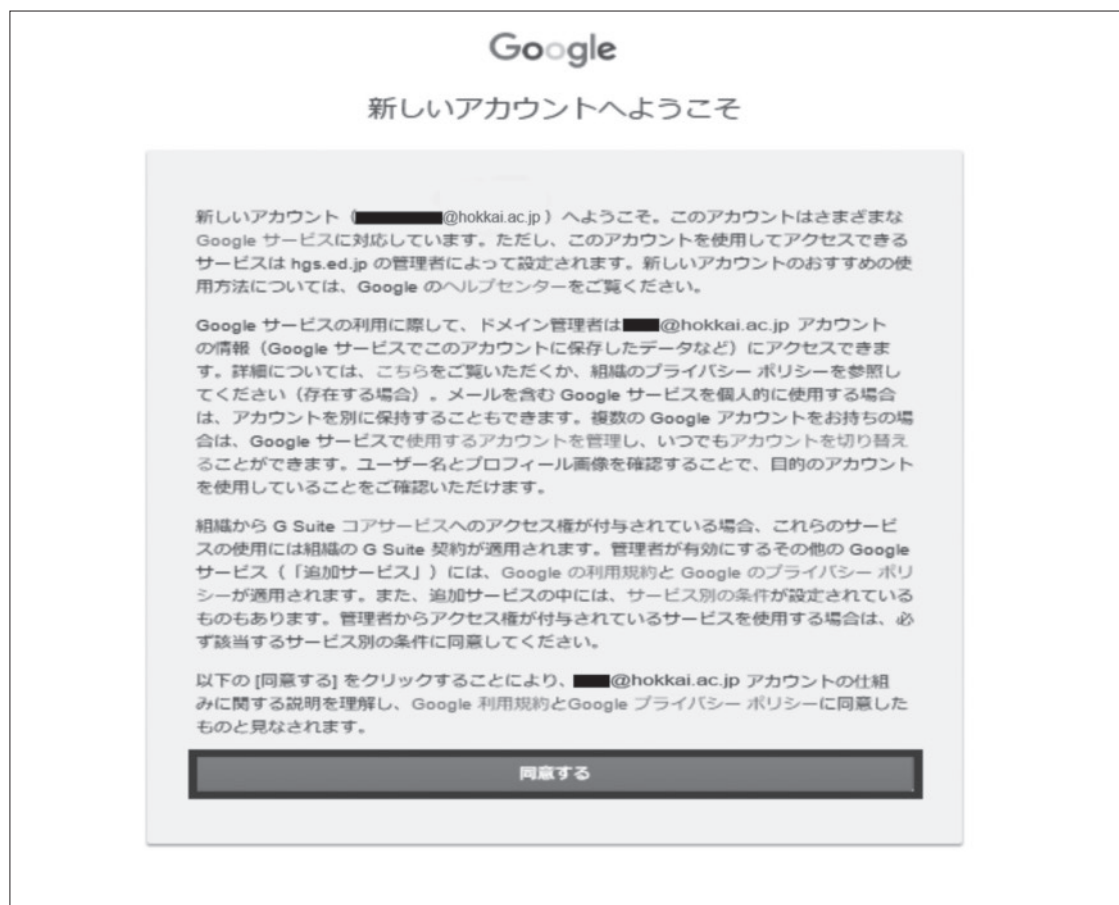 Google
新しいアカウントへようこそ
新しいアカウント（@hokkai.ac.jp）へようこそ。このアカウントはさまざまな
Google サービスに対応しています。ただし、このアカウントを使用してアクセスできる
サービスは hgs.ed.jp の管理者によって設定されます。新しいアカウントのおすすめの使
用方法については、Google のヘルプセンターをご覧ください。
Google サービスの利用に際して、ドメイン管理者は@hokkai.ac.jp アカウント
の情報（Google サービスでこのアカウントに保存したデータなど）にアクセスできま
す。詳細については、こちらをご覧いただくか、組織のプライバシー ポリシーを参照し
てください（存在する場合）。メールを含む Google サービスを個人的に使用する場合
は、アカウントを別に保持することもできます。複数の Google アカウントをお持ちの場
合は、Google サービスで使用するアカウントを管理し、いつでもアカウントを切り替え
ることができます。ユーザー名とプロフィール画像を確認することで、目的のアカウント
を使用していることをご確認いただけます。
組織から G Suite コアサービスへのアクセス権が付与されている場合、これらのサービ
スの使用には組織の G Suite 契約が適用されます。管理者が有効にするその他の Google
サービス（「追加サービス」）には、Google の利用規約と Google のプライバシー ポリ
シーが適用されます。また、追加サービスの中には、サービス別の条件が設定されている
ものもあります。管理者からアクセス権が付与されているサービスを使用する場合は、必
ず該当するサービス別の条件に同意してください。
以下の [同意する] をクリックすることにより、@hokkai.ac.jp アカウントの仕組
みに関する説明を理解し、Google 利用規約とGoogle プライバシー ポリシーに同意した
ものと見なされます。
同意する